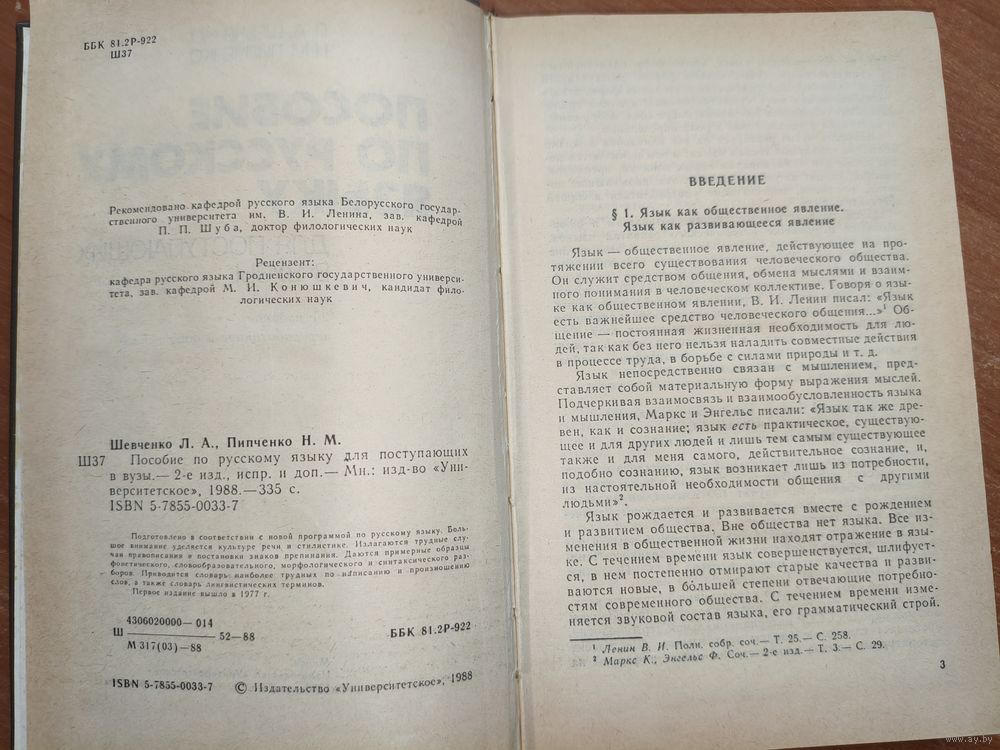 ББК 81.2Р-922
Ш37
Рекомендовано кафедрой русского языка Белорусского государ-
ственного университета им. В. И. Ленина, зав. кафедрой
П. П. Шуба, доктор филологических наук
Рецензент:
кафедра русского языка Гродненского государственного универси-
тета, зав. кафедрой М. И. Конюшкевич, кандидат фило-
логических наук
Шевченко Л. А., Пипченко Н. М.
Ш37 Пособие по русскому языку для поступающих
в вузы.— 2-е изд., испр. и доп.— Мн.: изд-во «Уни-
верситетское», 1988.—335 с.
ISBN 5-7855-0033-7
Подготовлено в соответствии с новой программой по русскому языку. Боль-
шое внимание уделяется культуре речи и стилистике. Излагаются трудные слу-
чаи правописания и постановки знаков препинания. Даются примерные образцы
фонетического, словообразовательного, морфологического и синтаксического раз-
боров. Приводится словарь наиболее трудных по написанию и произношению
слов, а также словарь лингвистических терминов.
Первое издание вышло в 1977 г.
4306020000—014
Ш 52—88
М 317(03)—88
ББК 81.2Р-922
ISBN 5-7855-0033-7 © Издательство «Университетское», 1988
ВВЕДЕНИЕ
§ 1. Язык как общественное явление.
Язык как развивающееся явление
Язык — общественное явление, действующее на про-
тяжении всего существования человеческого общества.
Он служит средством общения, обмена мыслями и взаим-
ного понимания в человеческом коллективе. Говоря о язы-
ке как общественном явлении, В. И. Ленин писал: «Язык
есть важнейшее средство человеческого общения...»¹ Об-
щение — постоянная жизненная необходимость для лю-
дей, так как без него нельзя наладить совместные действия
в процессе труда, в борьбе с силами природы и т. д.
Язык непосредственно связан с мышлением, пред-
ставляет собой материальную форму выражения мыслей.
Подчеркивая взаимосвязь и взаимообусловленность языка
и мышления, Маркс и Энгельс писали: «Язык так же дре-
вен, как и сознание; язык есть практическое, существую-
щее и для других людей и лишь тем самым существующее
также и для меня самого, действительное сознание, и,
подобно сознанию, язык возникает лишь из потребности,
из настоятельной необходимости общения с другими
людьми»².
Язык рождается и развивается вместе с рождением
и развитием общества. Вне общества нет языка. Все из-
менения в общественной жизни находят отражение в язы-
ке. С течением времени язык совершенствуется, шлифует-
ся, в нем постепенно отмирают старые качества и разви-
ваются новые, в бо́льшей степени отвечающие потребно-
стям современного общества. С течением времени изме-
няется звуковой состав языка, его грамматический строй.
¹ Ленин В. И. Полн. собр. соч.— Т. 25.— С. 258.
² Маркс К., Энгельс Ф. Соч.— 2-е изд.— Т. 3.— С. 29.
3
www.ay.by